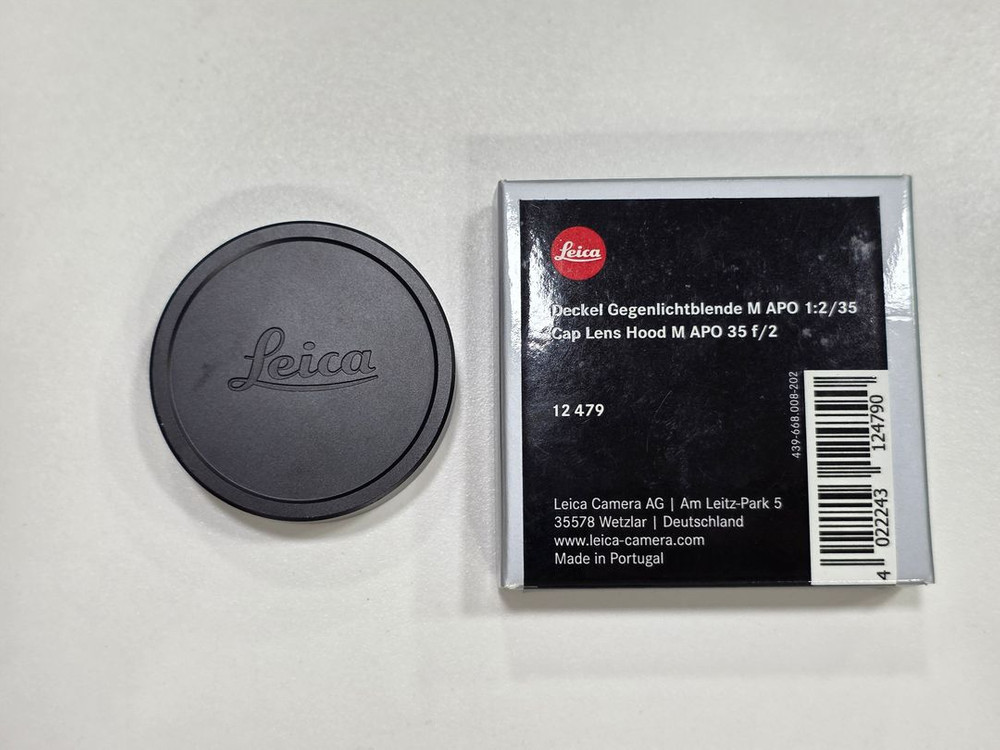 Leica
Leica
Deckel Gegenlichtblende M APO 1:2/35
Cap Lens Hood M APO 35 f/2
12 479
439-668.008-202
Leica Camera AG | Am Leitz-Park 5
35578 Wetzlar | Deutschland
www.leica-camera.com
Made in Portugal
4 022243 124790